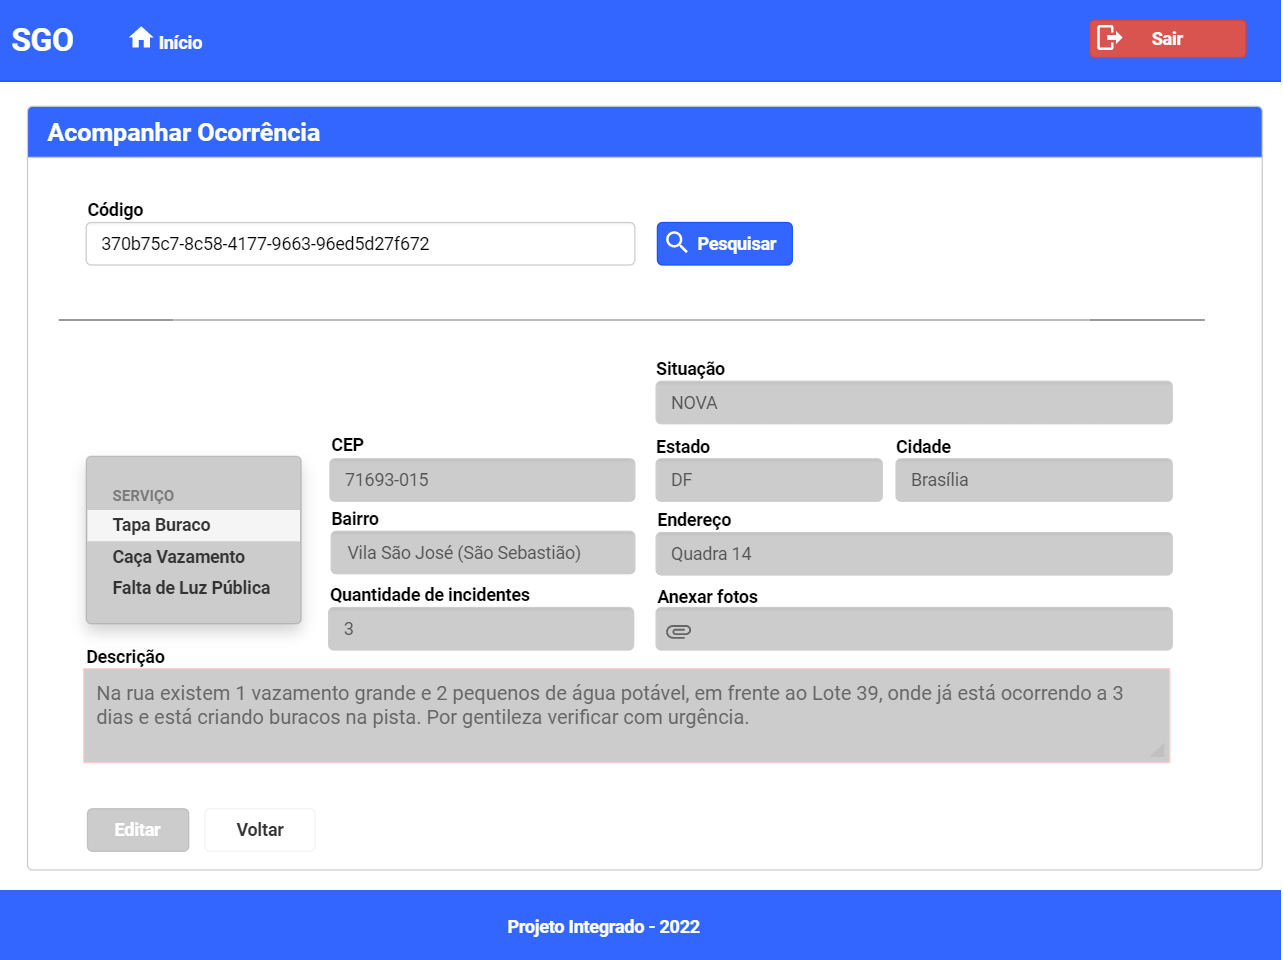 SGO
Início
Sair
Acompanhar Ocorrência
Código
370b75c7-8c58-4177-9663-96ed5d27f672
Pesquisar
Situação
NOVA
CEP
Estado
Cidade
71693-015
DF
Brasília
SERVIÇO
Tapa Buraco
Caça Vazamento
Falta de Luz Pública
Bairro
Endereço
Vila São José (São Sebastião)
Quadra 14
Quantidade de incidentes
Anexar fotos
3
Descrição
Na rua existem 1 vazamento grande e 2 pequenos de água potável, em frente ao Lote 39, onde já está ocorrendo a 3
dias e está criando buracos na pista. Por gentileza verificar com urgência.
Editar
Voltar
Projeto Integrado - 2022